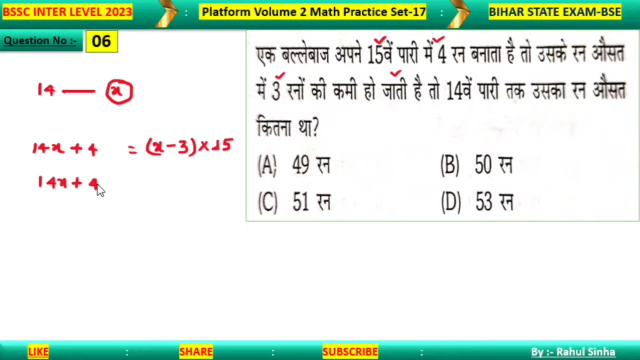 BSSC INTER LEVEL 2023
Platform Volume 2 Math Practice Set-17
BIHAR STATE EXAM-BSE
Question No :
06
14 — x
14x + 4 = (x - 3) × 15
14x + 4
एक बल्लेबाज अपने 15वें पारी में 4 रन बनाता है तो उसके रन औसत
में 3 रनों की कमी हो जाती है तो 14वें पारी तक उसका रन औसत
कितना था?
(A) 49 रन (B) 50 रन
(C) 51 रन (D) 53 रन
LIKE
SHARE
SUBSCRIBE
By :- Rahul Sinha